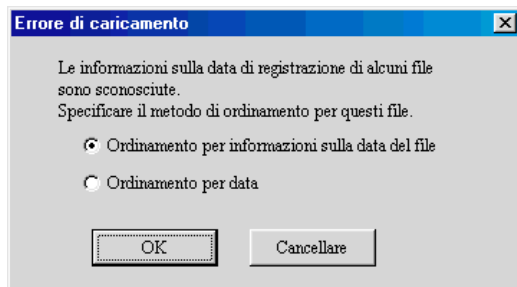 Errore di caricamento
Le informazioni sulla data di registrazione di alcuni file
sono sconosciute.
Specificare il metodo di ordinamento per questi file.
Ordinamento per informazioni sulla data del file
Ordinamento per data
OK
Cancellare